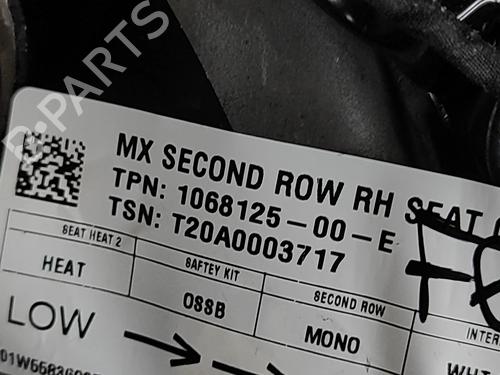 B-PARTS
MX SECOND ROW RH SEAT
TPN: 1068125-00-E
TSN: T20A0003717
SEAT HEAT 2
SAFTEY KIT
SECOND ROW
HEAT
OSSB
MONO
LOW